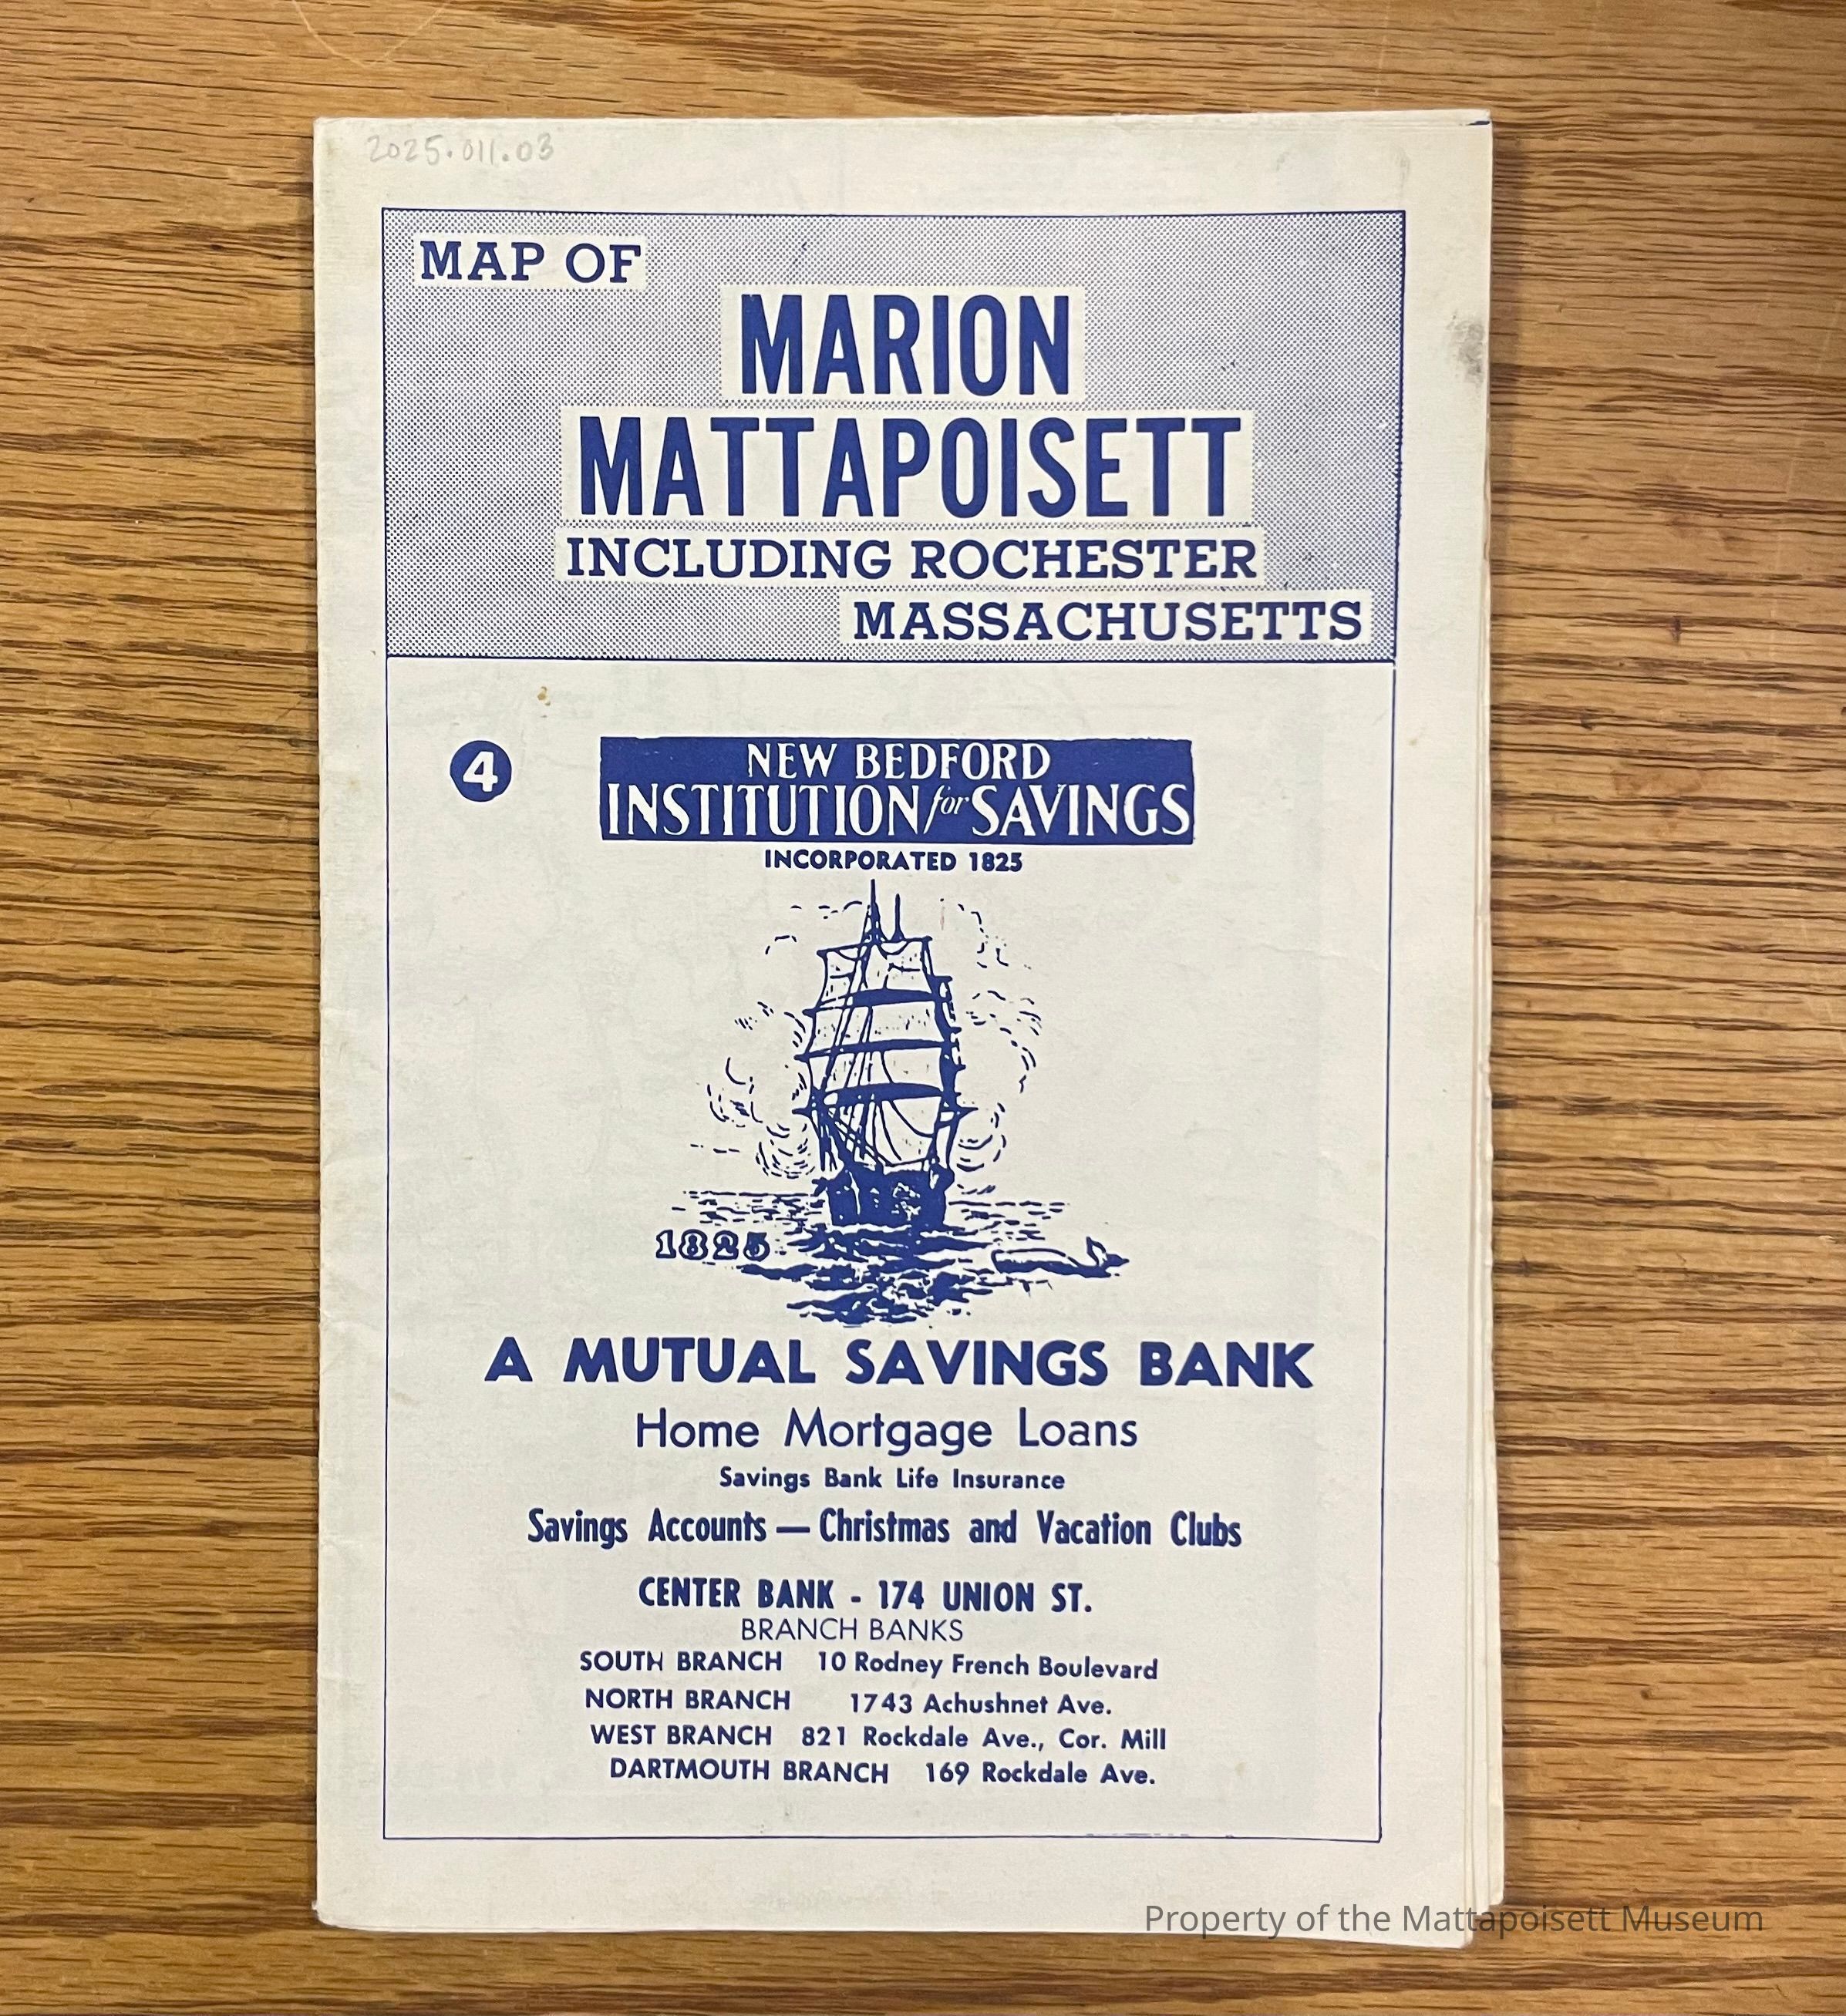 2025.011.03
MAP OF
MARION
MATTAPOISETT
INCLUDING ROCHESTER
MASSACHUSETTS
4
NEW BEDFORD
INSTITUTION for SAVINGS
INCORPORATED 1825
1825
A MUTUAL SAVINGS BANK
Home Mortgage Loans
Savings Bank Life Insurance
Savings Accounts — Christmas and Vacation Clubs
CENTER BANK - 174 UNION ST.
BRANCH BANKS
SOUTH BRANCH 10 Rodney French Boulevard
NORTH BRANCH 1743 Achushnet Ave.
WEST BRANCH 821 Rockdale Ave., Cor. Mill
DARTMOUTH BRANCH 169 Rockdale Ave.
Property of the Mattapoisett Museum